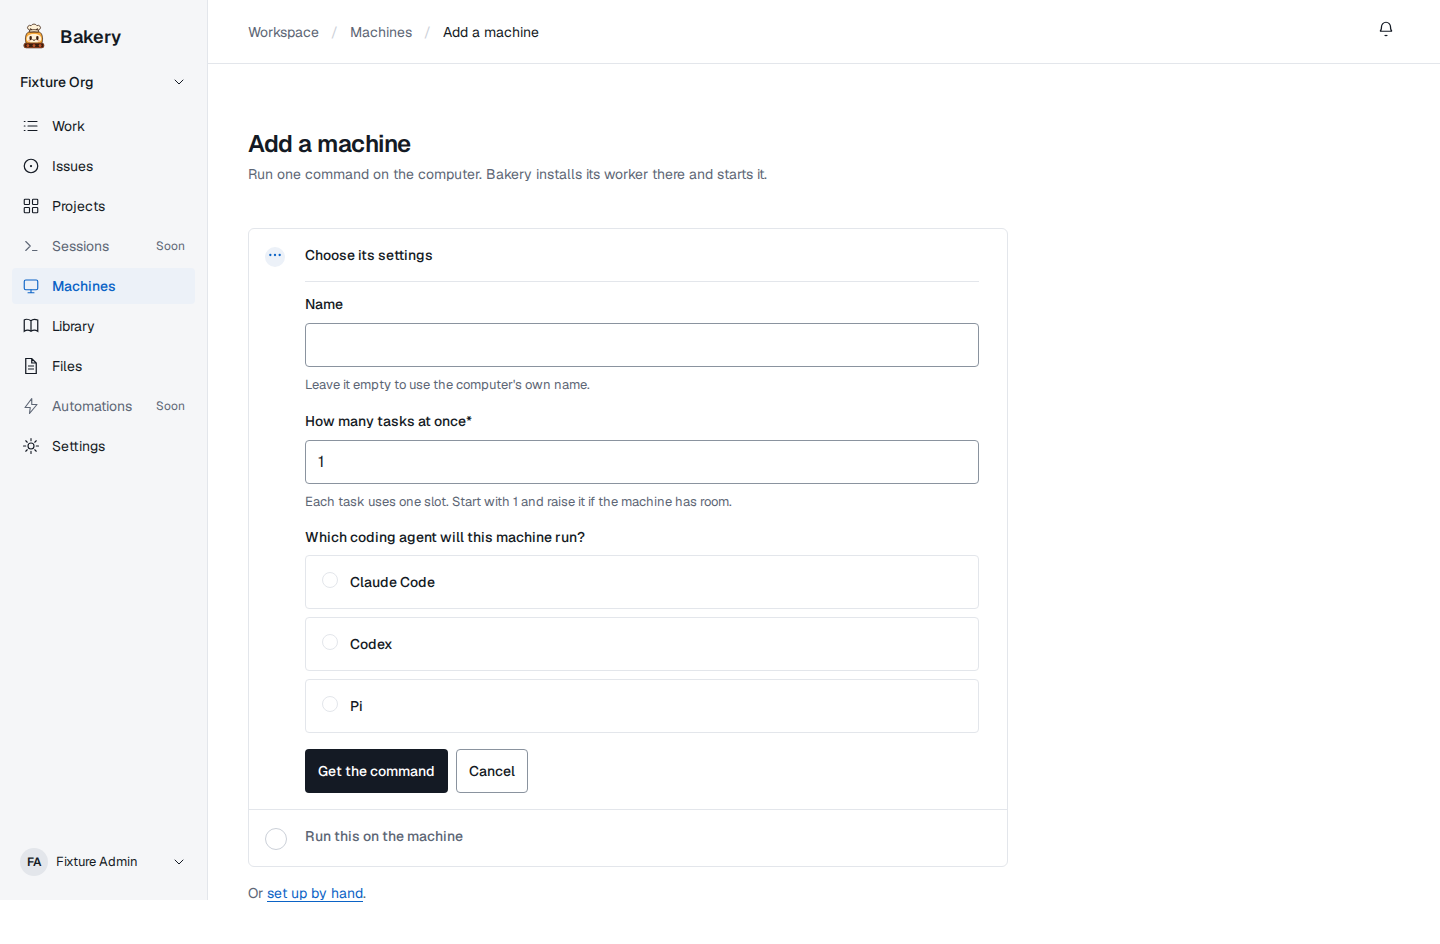 Bakery
Fixture Org
Work
Issues
Projects
Sessions Soon
Machines
Library
Files
Automations Soon
Settings
FA Fixture Admin
Workspace / Machines / Add a machine
Add a machine
Run one command on the computer. Bakery installs its worker there and starts it.
Choose its settings
Name
Leave it empty to use the computer's own name.
How many tasks at once*
1
Each task uses one slot. Start with 1 and raise it if the machine has room.
Which coding agent will this machine run?
Claude Code
Codex
Pi
Get the command Cancel
Run this on the machine
Or set up by hand.